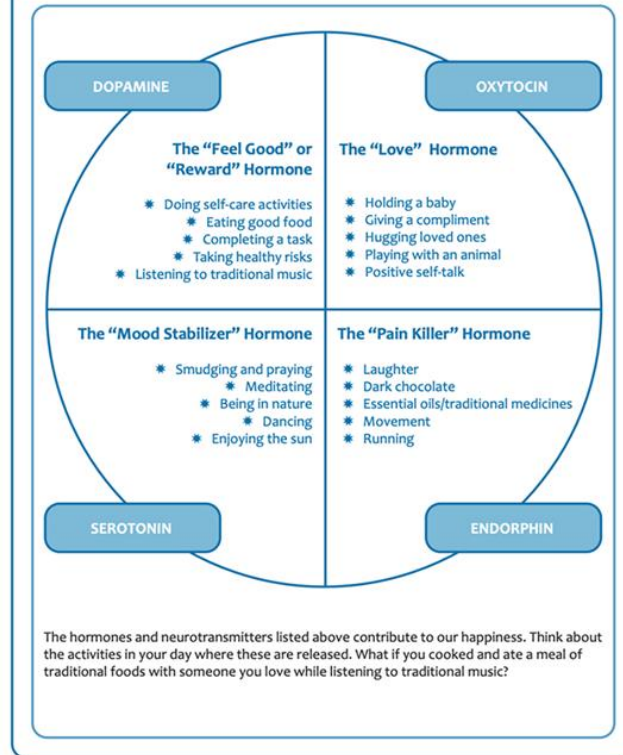 DOPAMINE
OXYTOCIN
The “Feel Good” or
“Reward” Hormone
✷ Doing self-care activities
✷ Eating good food
✷ Completing a task
✷ Taking healthy risks
✷ Listening to traditional music
The “Love” Hormone
✷ Holding a baby
✷ Giving a compliment
✷ Hugging loved ones
✷ Playing with an animal
✷ Positive self-talk
The “Mood Stabilizer” Hormone
✷ Smudging and praying
✷ Meditating
✷ Being in nature
✷ Dancing
✷ Enjoying the sun
The “Pain Killer” Hormone
✷ Laughter
✷ Dark chocolate
✷ Essential oils/traditional medicines
✷ Movement
✷ Running
SEROTONIN
ENDORPHIN
The hormones and neurotransmitters listed above contribute to our happiness. Think about
the activities in your day where these are released. What if you cooked and ate a meal of
traditional foods with someone you love while listening to traditional music?